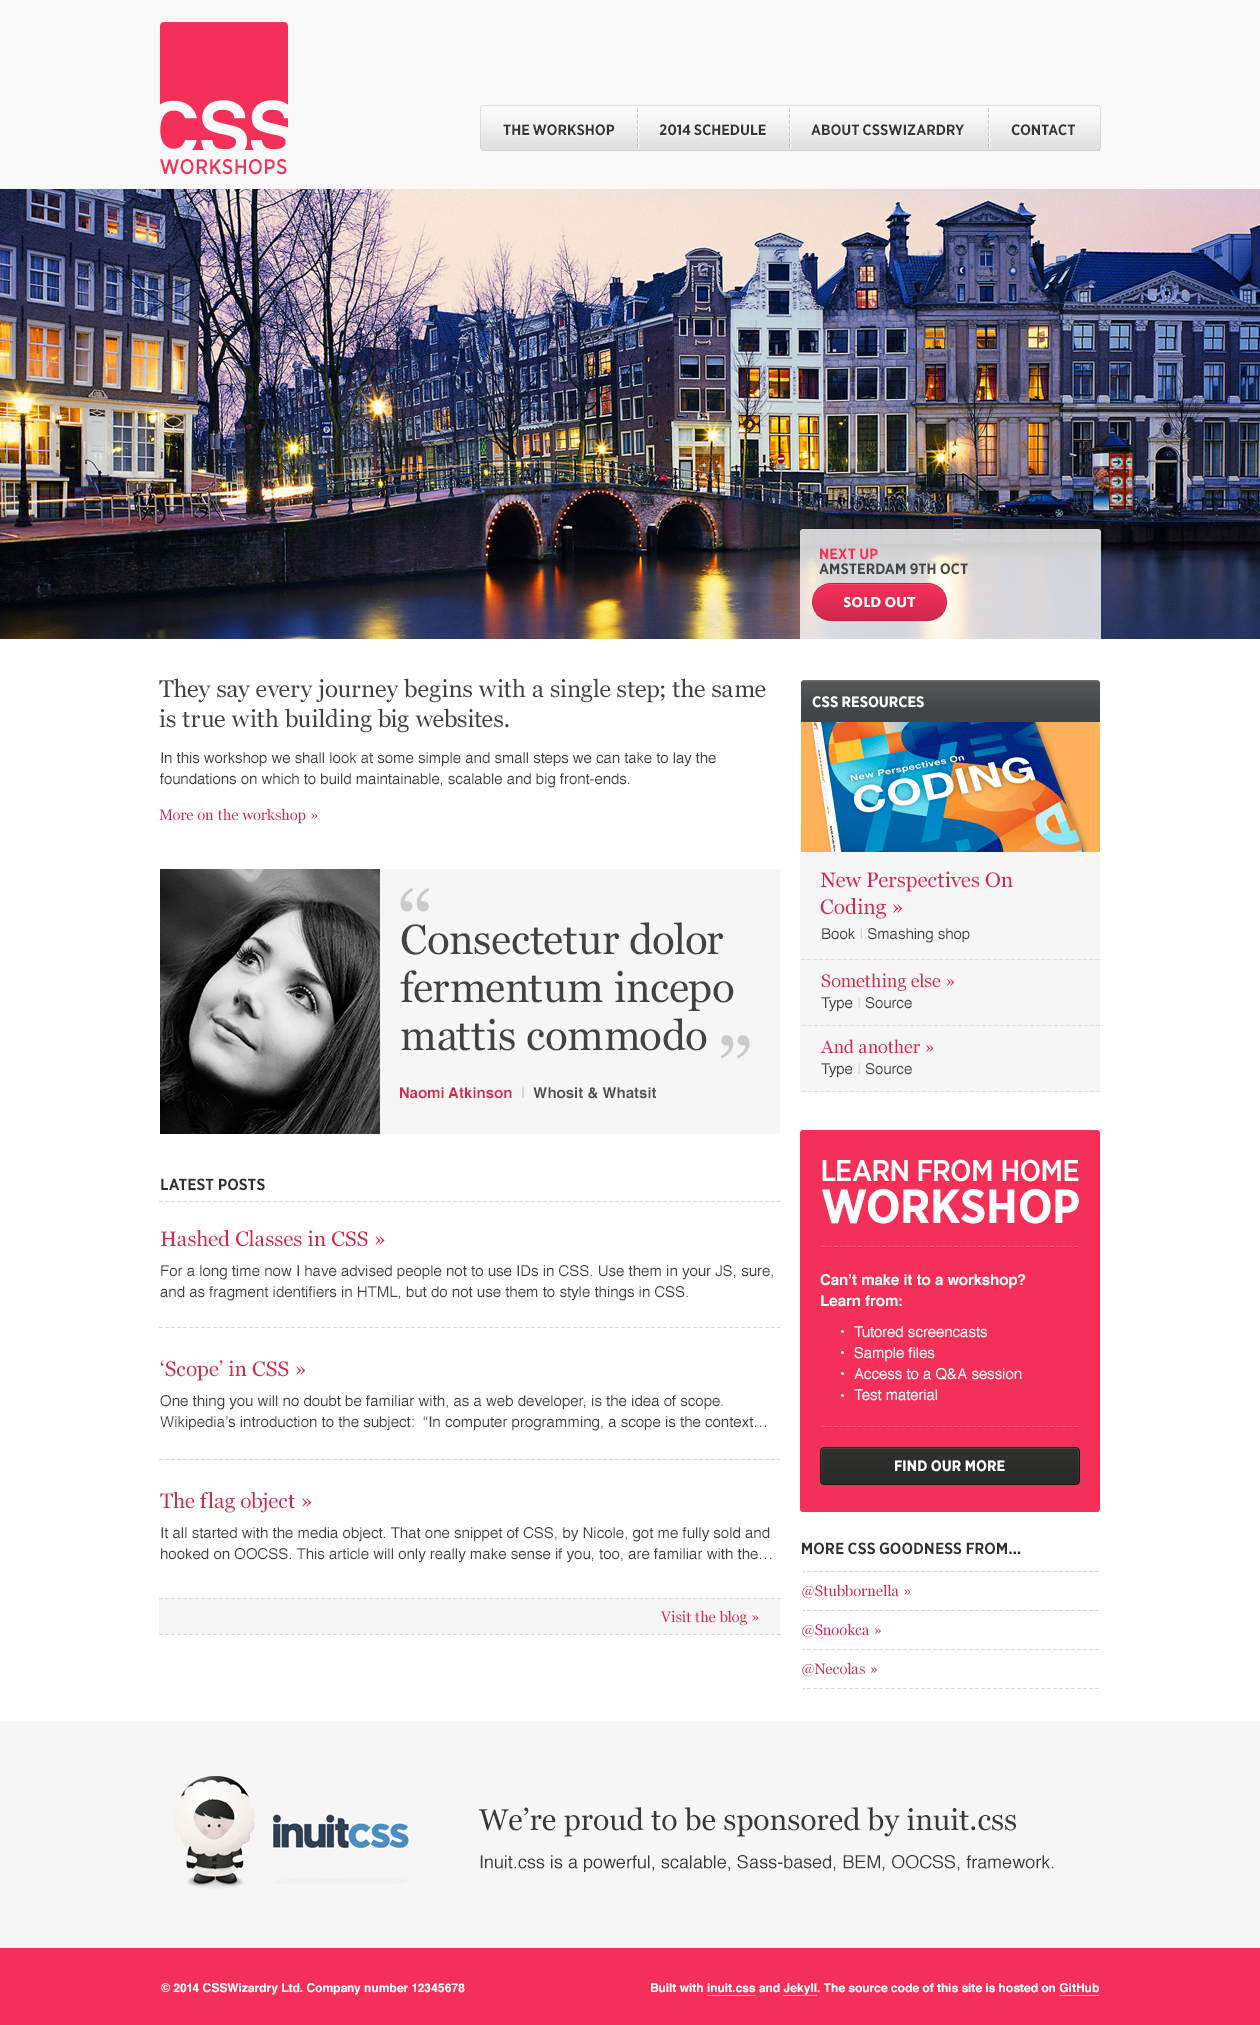 CSS
WORKSHOPS
THE WORKSHOP
2014 SCHEDULE
ABOUT CSSWIZARDRY
CONTACT
NEXT UP
AMSTERDAM 9TH OCT
SOLD OUT
They say every journey begins with a single step; the same
is true with building big websites.
In this workshop we shall look at some simple and small steps we can take to lay the
foundations on which to build maintainable, scalable and big front-ends.
More on the workshop »
“
Consectetur dolor
fermentum incepo
mattis commodo ”
Naomi Atkinson | Whosit & Whatsit
LATEST POSTS
Hashed Classes in CSS »
For a long time now I have advised people not to use IDs in CSS. Use them in your JS, sure,
and as fragment identifiers in HTML, but do not use them to style things in CSS.
‘Scope’ in CSS »
One thing you will no doubt be familiar with, as a web developer, is the idea of scope.
Wikipedia’s introduction to the subject: “In computer programming, a scope is the context…
The flag object »
It all started with the media object. That one snippet of CSS, by Nicole, got me fully sold and
hooked on OOCSS. This article will only really make sense if you, too, are familiar with the…
Visit the blog »
CSS RESOURCES
New Perspectives On
CODING
New Perspectives On
Coding »
Book | Smashing shop
Something else »
Type | Source
And another »
Type | Source
LEARN FROM HOME
WORKSHOP
Can’t make it to a workshop?
Learn from:
· Tutored screencasts
· Sample files
· Access to a Q&A session
· Test material
FIND OUR MORE
MORE CSS GOODNESS FROM...
@Stubbornella »
@Snookca »
@Necolas »
inuitcss
We’re proud to be sponsored by inuit.css
Inuit.css is a powerful, scalable, Sass-based, BEM, OOCSS, framework.
© 2014 CSSWizardry Ltd. Company number 12345678
Built with inuit.css and Jekyll. The source code of this site is hosted on GitHub